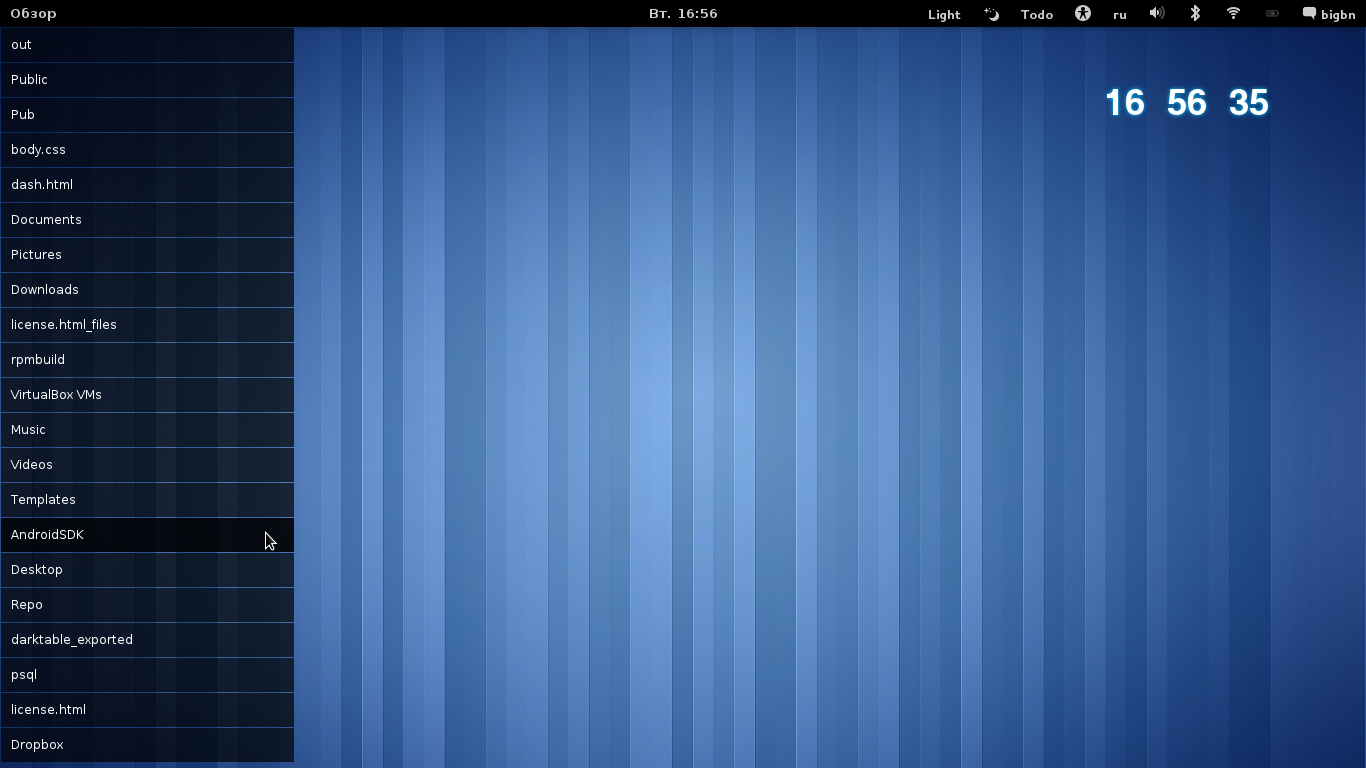 Обзор Вт. 16:56 Light Todo ru bigbn
out
Public
16 56 35
Pub
body.css
dash.html
Documents
Pictures
Downloads
license.html_files
rpmbuild
VirtualBox VMs
Music
Videos
Templates
AndroidSDK
Desktop
Repo
darktable_exported
psql
license.html
Dropbox